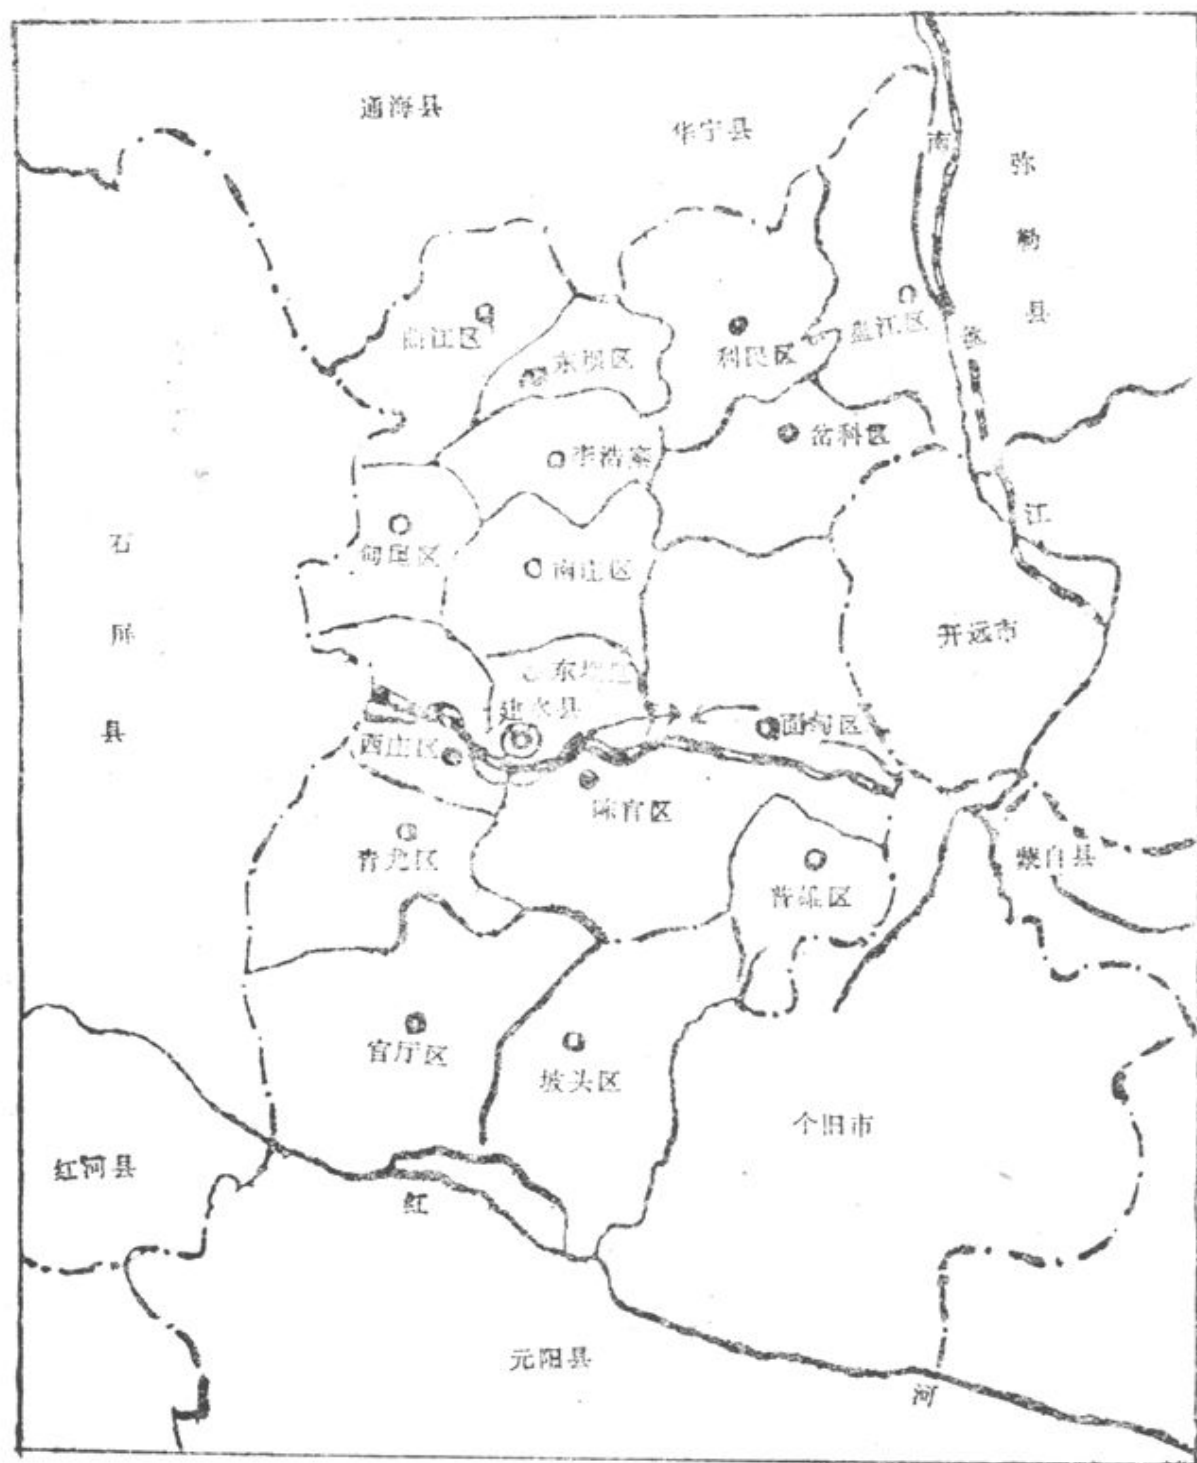 通海县
华宁县
弥勒县
南
盘江区
曲江区
东坝区
利民区
岔科区
李浩寨
甸尾区
南庄区
江
石屏县
开远市
建水县
面甸区
西庄区
陈官区
青龙区
蒙自县
普雄区
官厅区
坡头区
个旧市
红河县
红
元阳县
河